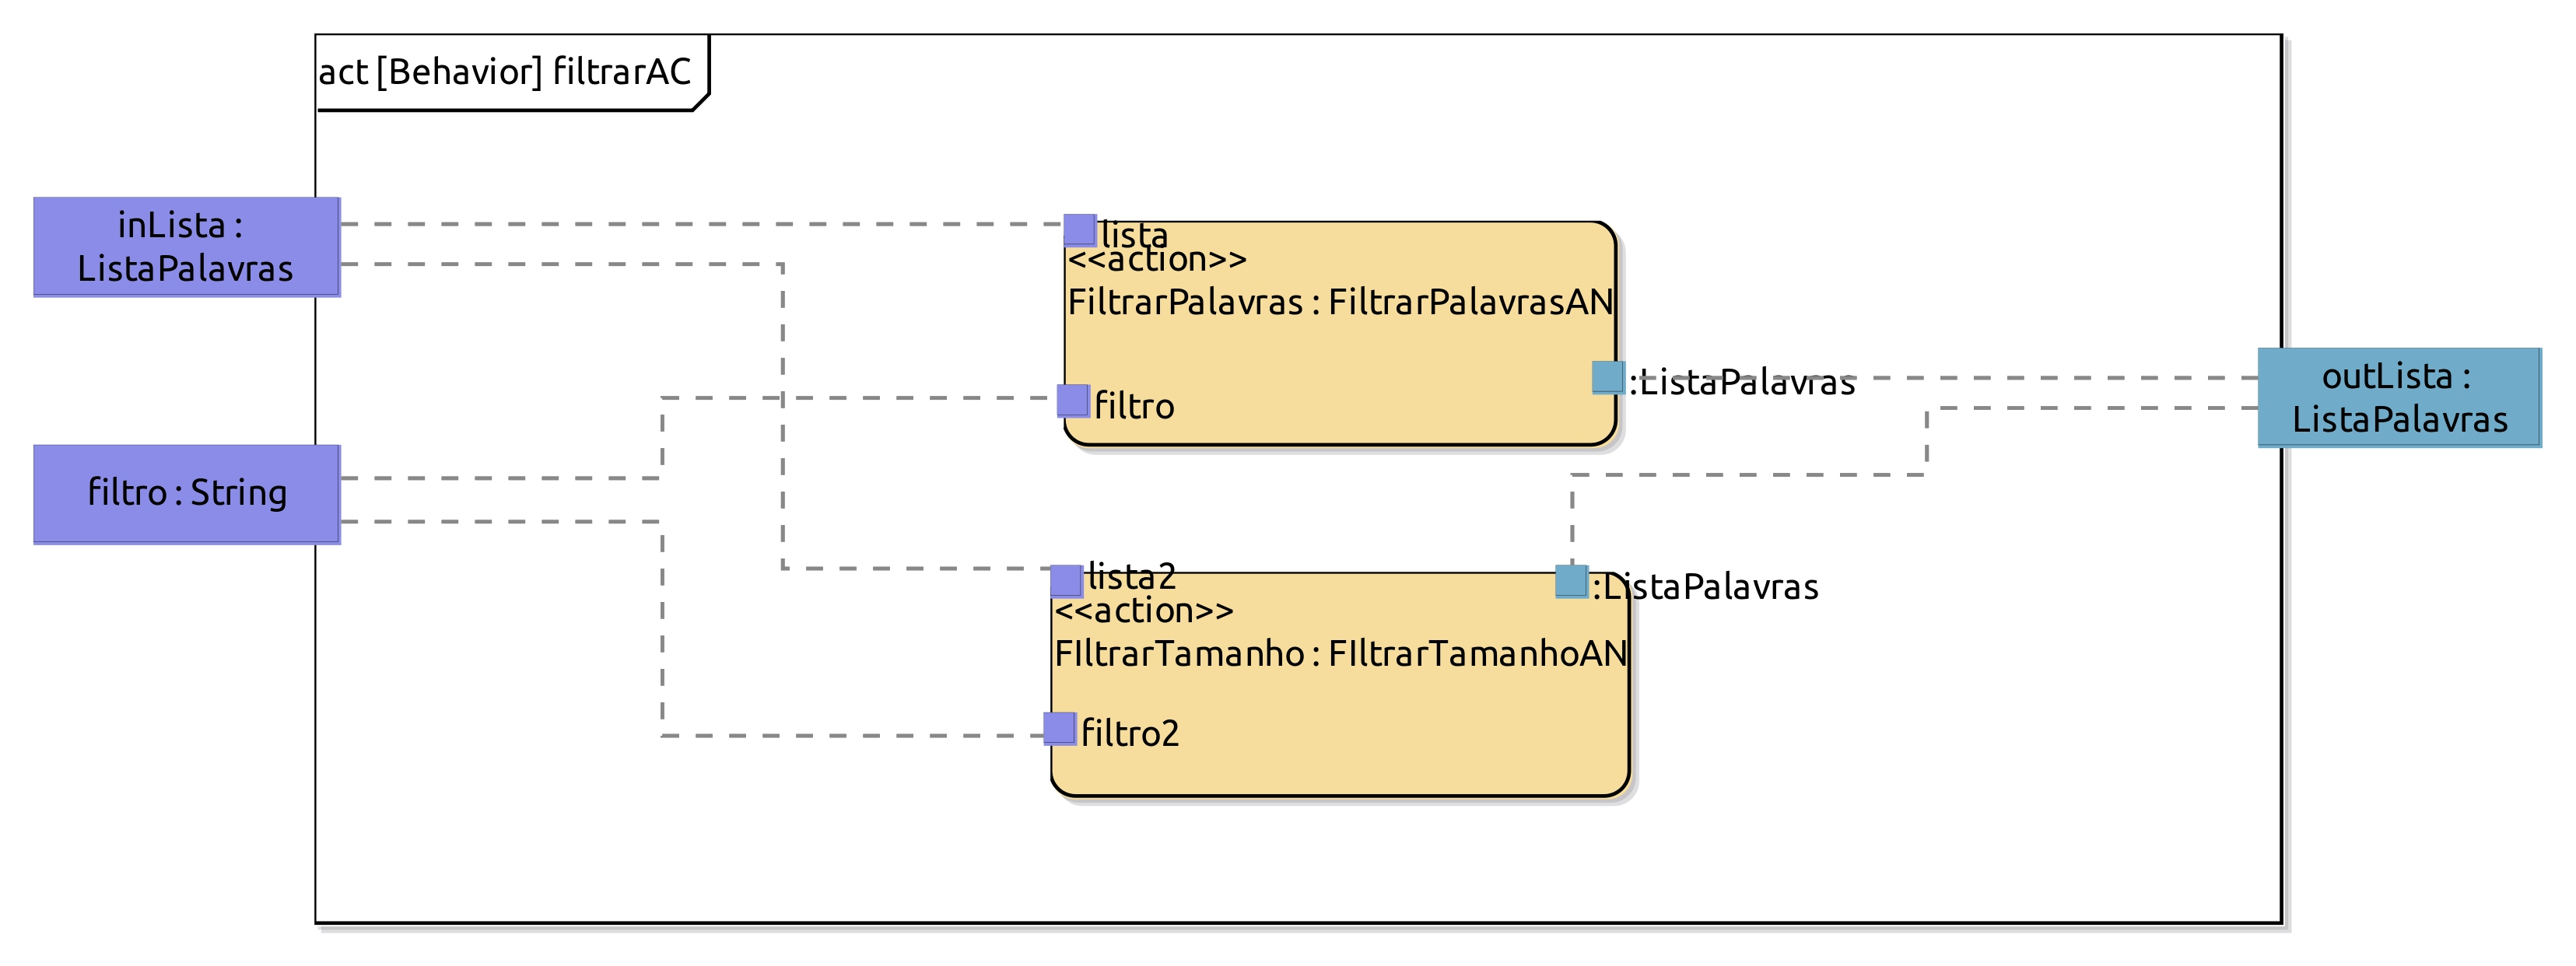 act [Behavior] filtrarAC
inLista :
ListaPalavras
filtro : String
lista
<<action>>
FiltrarPalavras : FiltrarPalavrasAN
filtro
:ListaPalavras
outLista :
ListaPalavras
lista2
:ListaPalavras
<<action>>
FIltrarTamanho : FIltrarTamanhoAN
filtro2